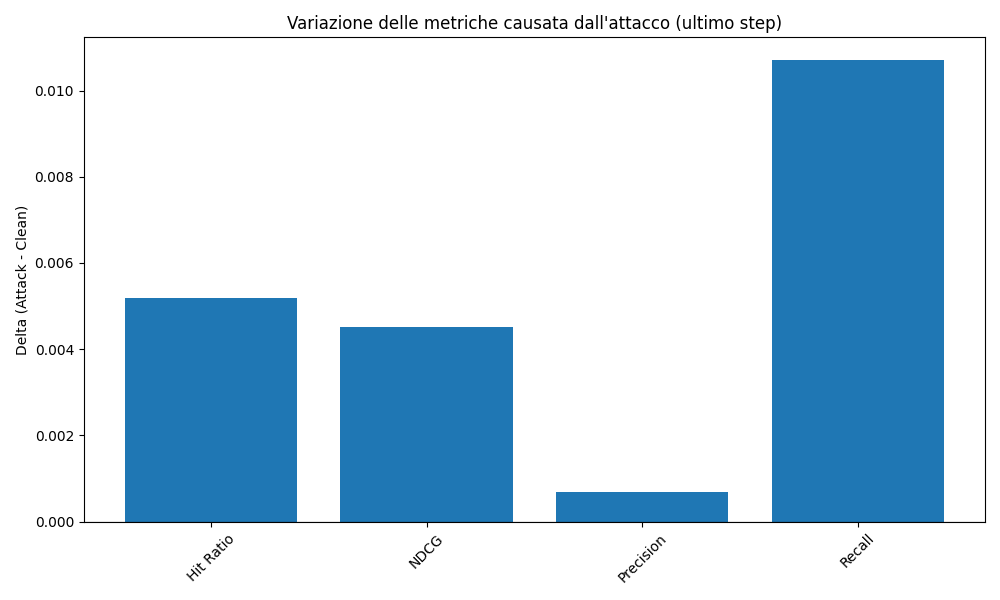 Variazione delle metriche causata dall'attacco (ultimo step)
Delta (Attack - Clean)
0.010
0.008
0.006
0.004
0.002
0.000
Hit Ratio
NDCG
Precision
Recall